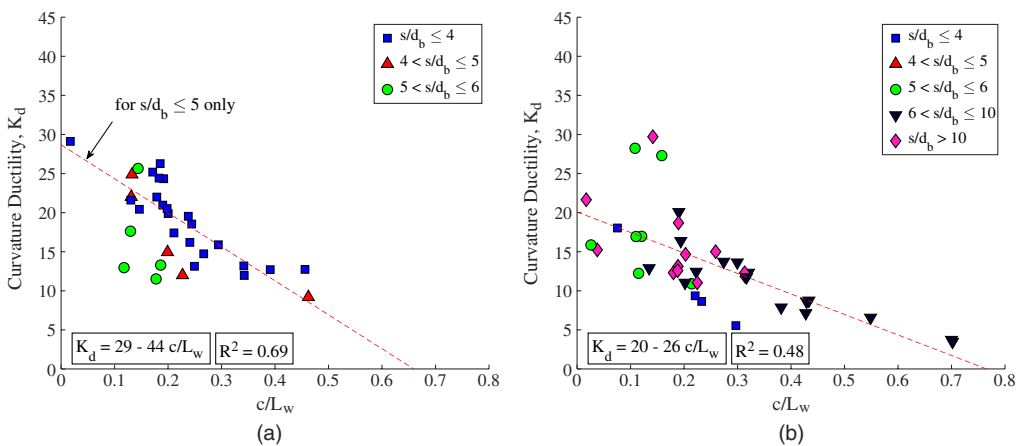 45
40
35
30
25
20
15
10
5
0
0
0.1
0.2
0.3
0.4
0.5
0.6
0.7
0.8
Curvature Ductility, K_d
c/L_w
s/d_b ≤ 4
4 < s/d_b ≤ 5
5 < s/d_b ≤ 6
for s/d_b ≤ 5 only
K_d = 29 - 44 c/L_w
R² = 0.69
(a)
45
40
35
30
25
20
15
10
5
0
0
0.1
0.2
0.3
0.4
0.5
0.6
0.7
0.8
Curvature Ductility, K_d
c/L_w
s/d_b ≤ 4
4 < s/d_b ≤ 5
5 < s/d_b ≤ 6
6 < s/d_b ≤ 10
s/d_b > 10
K_d = 20 - 26 c/L_w
R² = 0.48
(b)